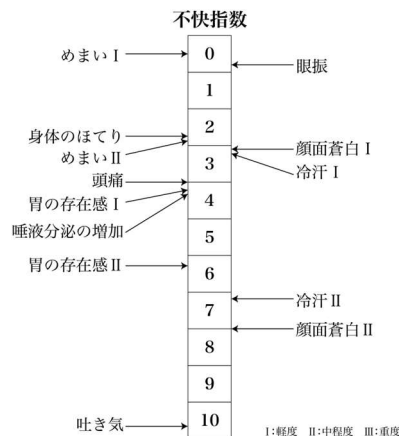 不快指数
めまいⅠ
0
眼振
1
2
身体のほてり
めまいⅡ
顔面蒼白Ⅰ
3
冷汗Ⅰ
頭痛
胃の存在感Ⅰ
4
唾液分泌の増加
5
胃の存在感Ⅱ
6
7
冷汗Ⅱ
顔面蒼白Ⅱ
8
9
10
吐き気
Ⅰ:軽度 Ⅱ:中程度 Ⅲ:重度